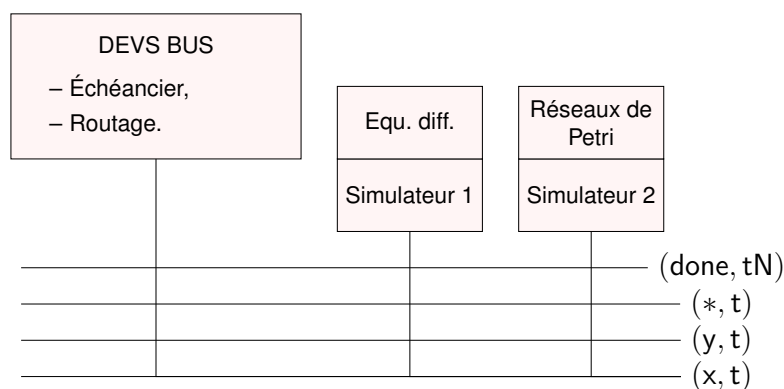 DEVS BUS
– Échéancier,
– Routage.
Equ. diff.
Simulateur 1
Réseaux de
Petri
Simulateur 2
(done, tN)
(∗, t)
(y, t)
(x, t)